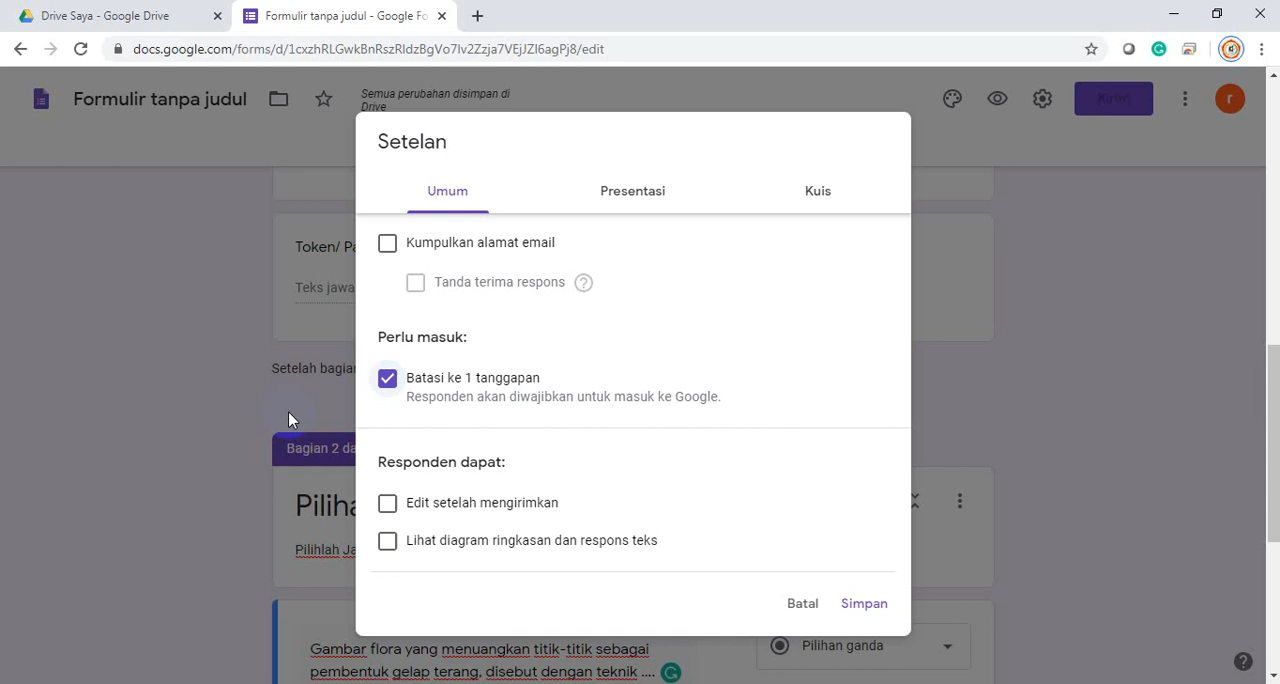 Drive Saya - Google Drive
Formulir tanpa judul - Google Fo
docs.google.com/forms/d/1cxzhRLGwkBnRszRldzBgVo7Iv2Zzja7VEjJZI6agPj8/edit
Formulir tanpa judul
Semua perubahan disimpan di
Drive
Kirim
r
Setelan
Umum
Presentasi
Kuis
Kumpulkan alamat email
Tanda terima respons
?
Token/ Pa
Teks jawa
Perlu masuk:
Setelah bagian
Batasi ke 1 tanggapan
Responden akan diwajibkan untuk masuk ke Google.
Bagian 2 da
Responden dapat:
Piliha
Edit setelah mengirimkan
Pilihlah Ja
Lihat diagram ringkasan dan respons teks
Batal
Simpan
Gambar flora yang menuangkan titik-titik sebagai
pembentuk gelap terang, disebut dengan teknik ....
Pilihan ganda
?